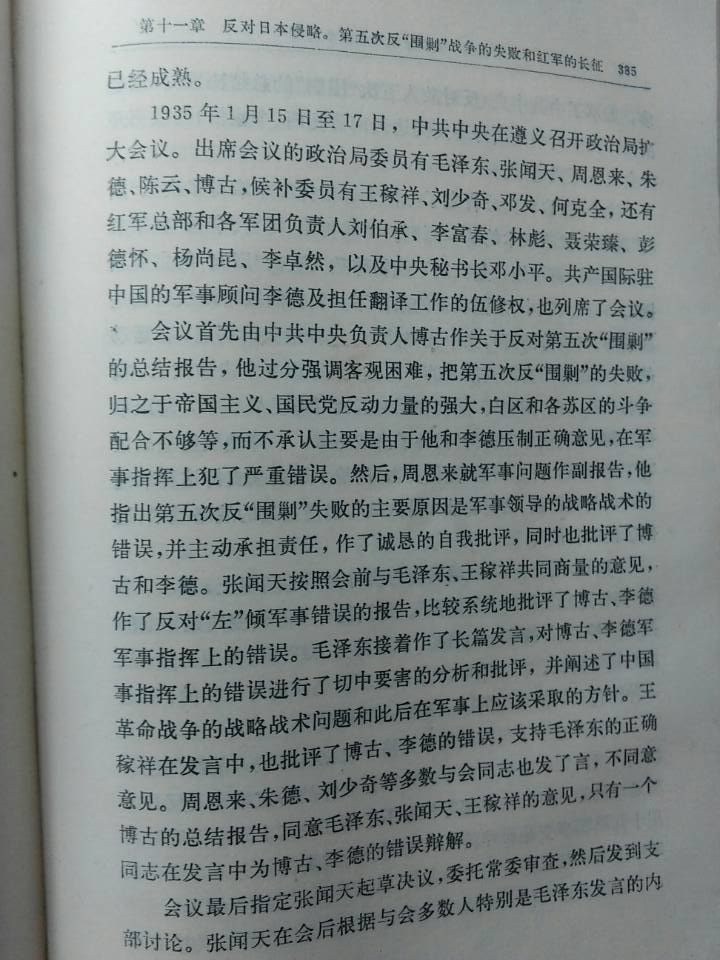 第十一章 反对日本侵略。第五次反“围剿”战争的失败和红军的长征 385
已经成熟。
1935年1月15日至17日，中共中央在遵义召开政治局扩
大会议。出席会议的政治局委员有毛泽东、张闻天、周恩来、朱
德、陈云、博古，候补委员有王稼祥、刘少奇、邓发、何克全，还有
红军总部和各军团负责人刘伯承、李富春、林彪、聂荣臻、彭
德怀、杨尚昆、李卓然，以及中央秘书长邓小平。共产国际驻
中国的军事顾问李德及担任翻译工作的伍修权，也列席了会议。
会议首先由中共中央负责人博古作关于反对第五次“围剿”
的总结报告，他过分强调客观困难，把第五次反“围剿”的失败，
归之于帝国主义、国民党反动力量的强大，白区和各苏区的斗争
配合不够等，而不承认主要是由于他和李德压制正确意见，在军
事指挥上犯了严重错误。然后，周恩来就军事问题作副报告，他
指出第五次反“围剿”失败的主要原因是军事领导的战略战术的
错误，并主动承担责任，作了诚恳的自我批评，同时也批评了博
古和李德。张闻天按照会前与毛泽东、王稼祥共同商量的意见，
作了反对“左”倾军事错误的报告，比较系统地批评了博古、李德
军事指挥上的错误。毛泽东接着作了长篇发言，对博古、李德军
事指挥上的错误进行了切中要害的分析和批评，并阐述了中国
革命战争的战略战术问题和此后在军事上应该采取的方针。王
稼祥在发言中，也批评了博古、李德的错误，支持毛泽东的正确
意见。周恩来、朱德、刘少奇等多数与会同志也发了言，不同意
博古的总结报告，同意毛泽东、张闻天、王稼祥的意见，只有一个
同志在发言中为博古、李德的错误辩解。
会议最后指定张闻天起草决议，委托常委审查，然后发到支
部讨论。张闻天在会后根据与会多数人特别是毛泽东发言的内